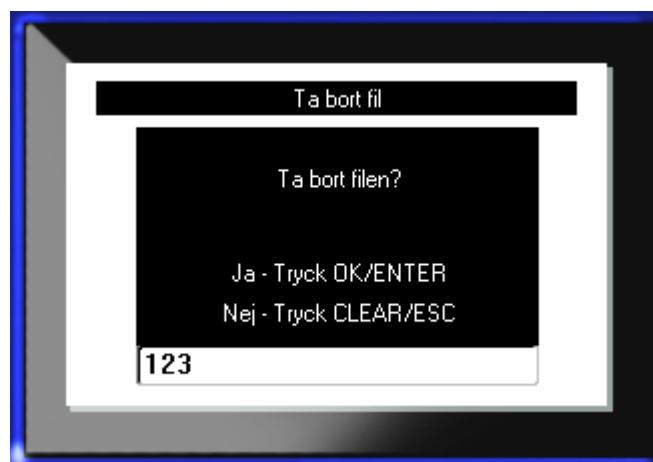 Ta bort fil
Ta bort filen?
Ja - Tryck OK/ENTER
Nej - Tryck CLEAR/ESC
123